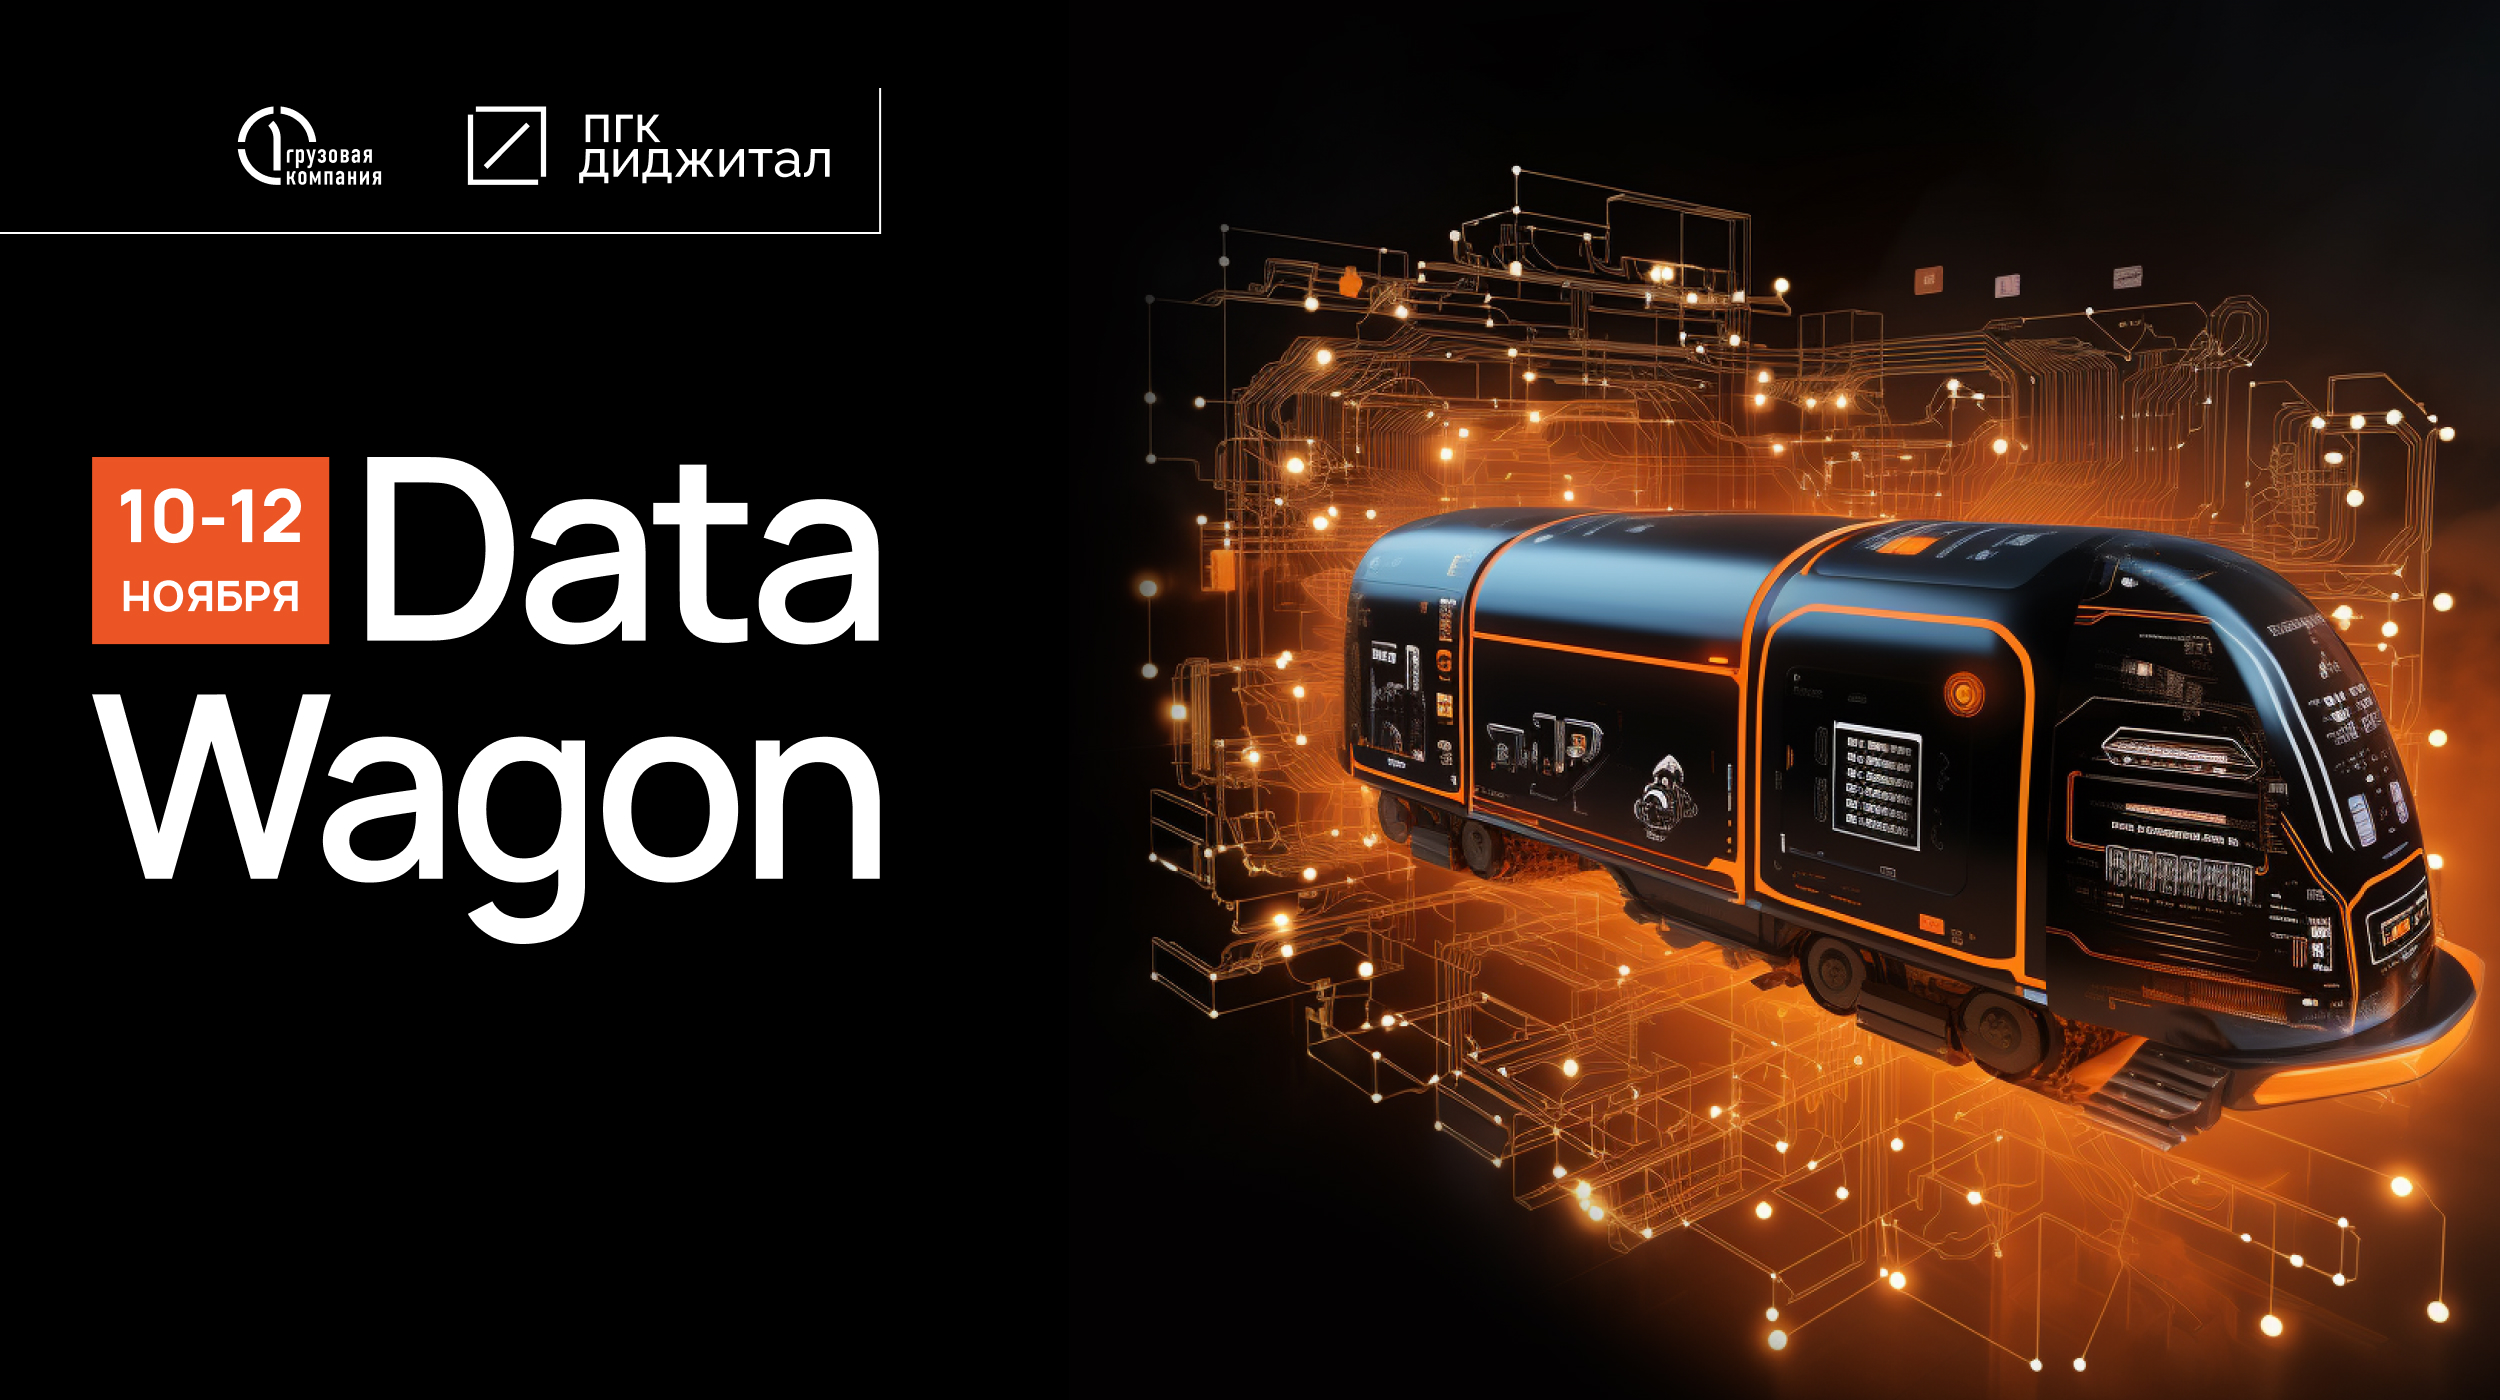 грузовая
компания
ПГК
диджитал
10-12
НОЯБРЯ
Data
Wagon